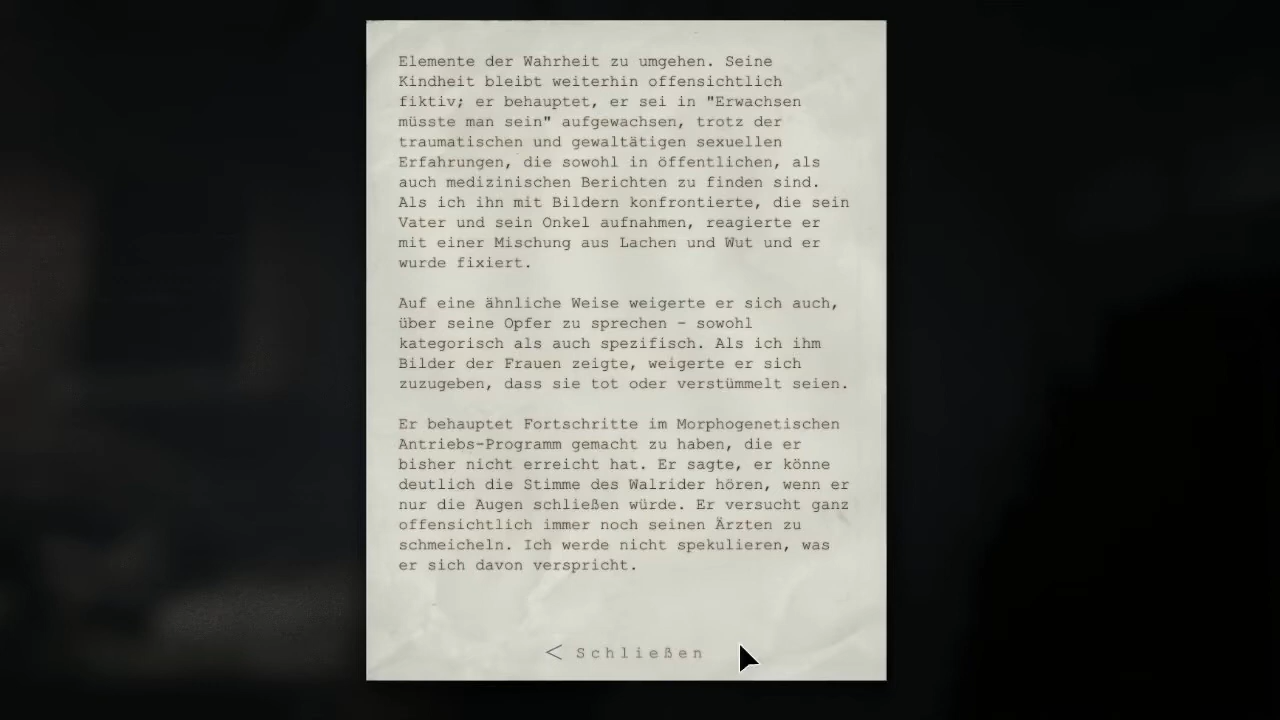 Elemente der Wahrheit zu umgehen. Seine
Kindheit bleibt weiterhin offensichtlich
fiktiv; er behauptet, er sei in "Erwachsen
müsste man sein" aufgewachsen, trotz der
traumatischen und gewaltätigen sexuellen
Erfahrungen, die sowohl in öffentlichen, als
auch medizinischen Berichten zu finden sind.
Als ich ihn mit Bildern konfrontierte, die sein
Vater und sein Onkel aufnahmen, reagierte er
mit einer Mischung aus Lachen und Wut und er
wurde fixiert.
Auf eine ähnliche Weise weigerte er sich auch,
über seine Opfer zu sprechen - sowohl
kategorisch als auch spezifisch. Als ich ihm
Bilder der Frauen zeigte, weigerte er sich
zuzugeben, dass sie tot oder verstümmelt seien.
Er behauptet Fortschritte im Morphogenetischen
Antriebs-Programm gemacht zu haben, die er
bisher nicht erreicht hat. Er sagte, er könne
deutlich die Stimme des Walrider hören, wenn er
nur die Augen schließen würde. Er versucht ganz
offensichtlich immer noch seinen Ärzten zu
schmeicheln. Ich werde nicht spekulieren, was
er sich davon verspricht.
< Schließen